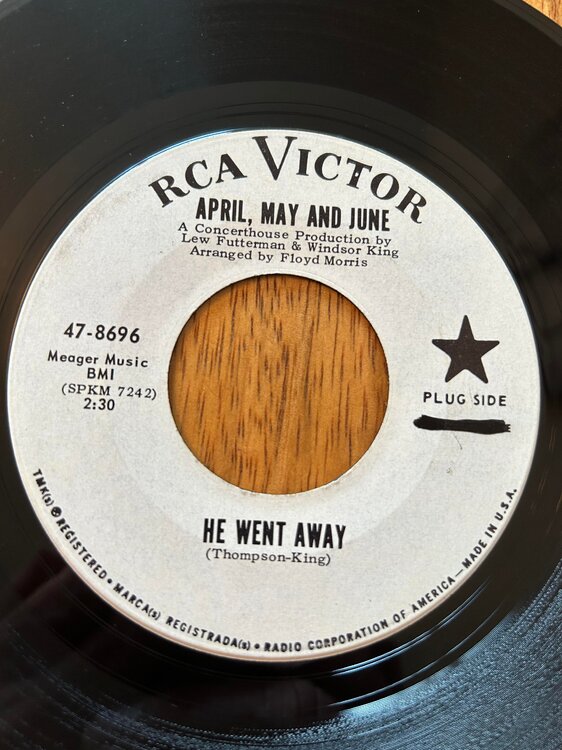 RCA VICTOR
APRIL, MAY AND JUNE
A Concerthouse Production by
Lew Futterman & Windsor King
Arranged by Floyd Morris
47-8696
Meager Music
BMI
(SPKM 7242)
2:30
PLUG SIDE
HE WENT AWAY
(Thompson-King)
TMK(s) ® REGISTERED • MARCA(s) REGISTRADA(s) • RADIO CORPORATION OF AMERICA—MADE IN U.S.A.